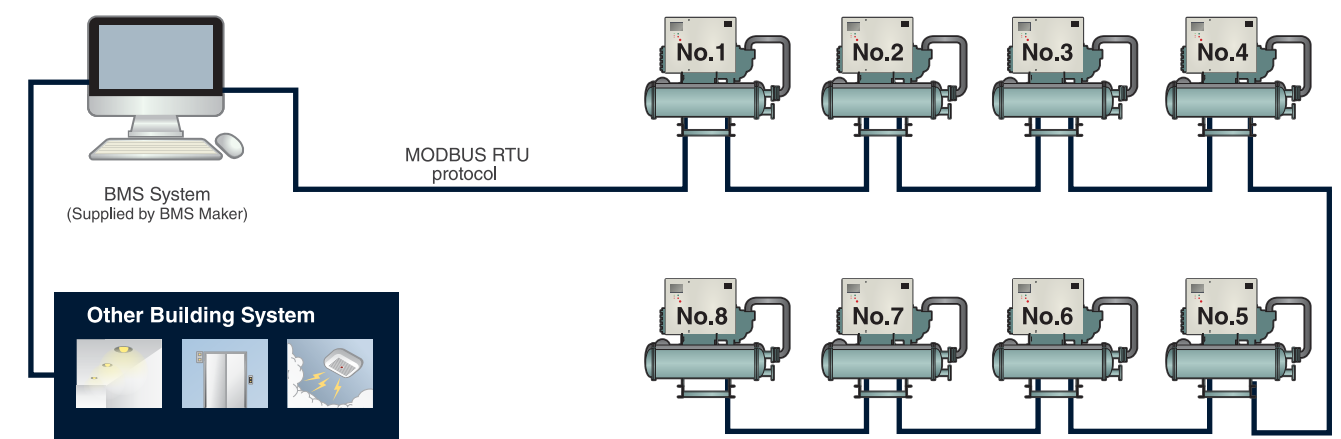 No.1
No.2
No.3
No.4
MODBUS RTU
protocol
BMS System
(Supplied by BMS Maker)
Other Building System
No.8
No.7
No.6
No.5